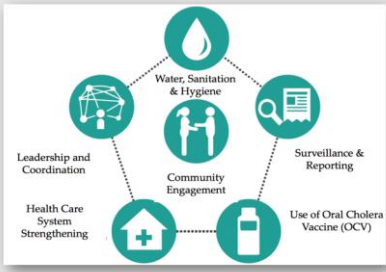 Water, Sanitation
& Hygiene
Leadership and
Coordination
Surveillance &
Reporting
Community
Engagement
Health Care
System
Strengthening
Use of Oral Cholera
Vaccine (OCV)